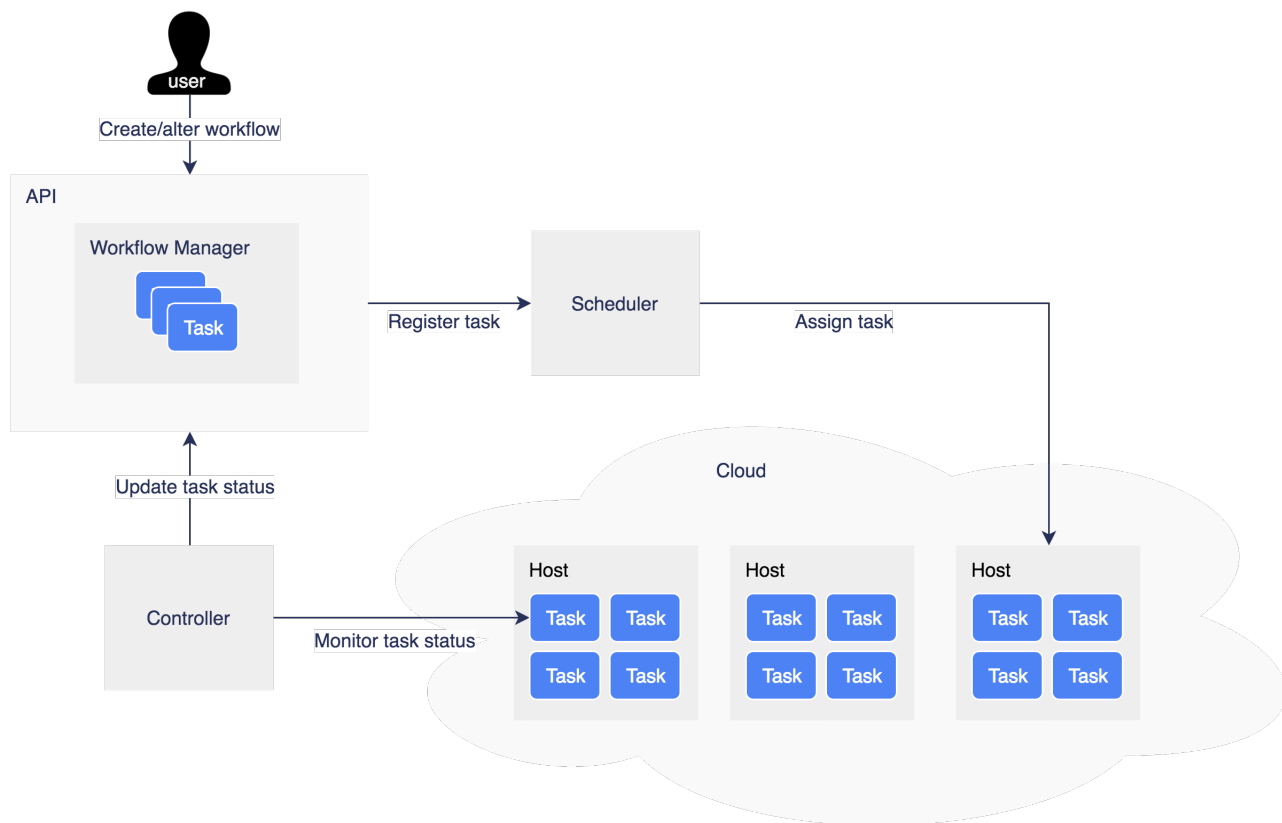 user
Create/alter workflow
API
Workflow Manager
Task
Register task
Scheduler
Assign task
Update task status
Cloud
Controller
Monitor task status
Host
Task Task
Task Task
Host
Task Task
Task Task
Host
Task Task
Task Task